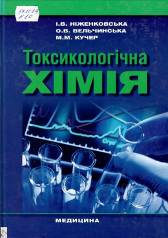 І.В. НІЖЕНКОВСЬКА
О.В. ВЕЛЬЧИНСЬКА
М.М. КУЧЕР
Токсикологічна
ХІМІЯ
МЕДИЦИНА